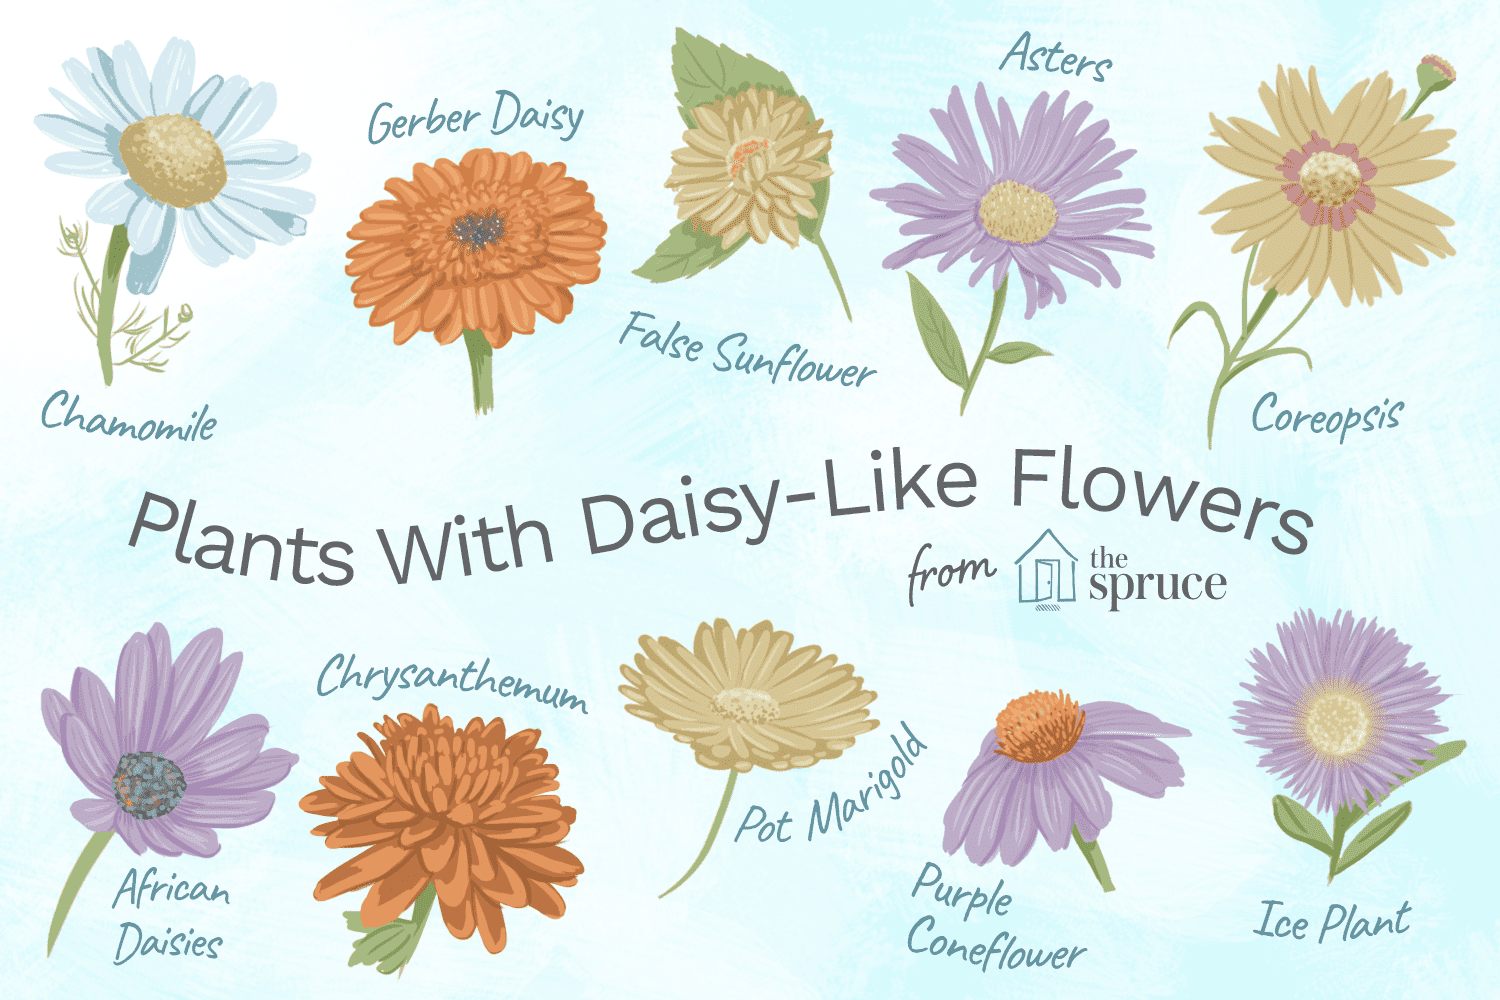 Chamomile
Gerber Daisy
False Sunflower
Asters
Coreopsis
Plants With Daisy-Like Flowers
from the
spruce
African
Daisies
Chrysanthemum
Pot Marigold
Purple
Coneflower
Ice Plant